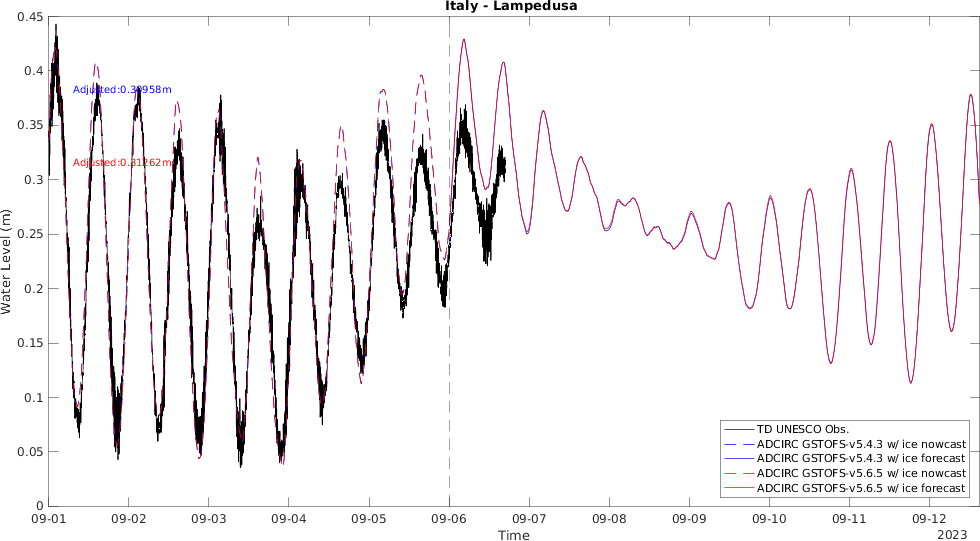 Italy - Lampedusa
0.45
0.4
0.35
0.3
0.25
0.2
0.15
0.1
0.05
0
Water Level (m)
Adjusted:0.30958m
Adjusted:0.31262m
TD UNESCO Obs.
ADCIRC GSTOFS-v5.4.3 w/ ice nowcast
ADCIRC GSTOFS-v5.4.3 w/ ice forecast
ADCIRC GSTOFS-v5.6.5 w/ ice nowcast
ADCIRC GSTOFS-v5.6.5 w/ ice forecast
09-01 09-02 09-03 09-04 09-05 09-06 09-07 09-08 09-09 09-10 09-11 09-12
Time
2023